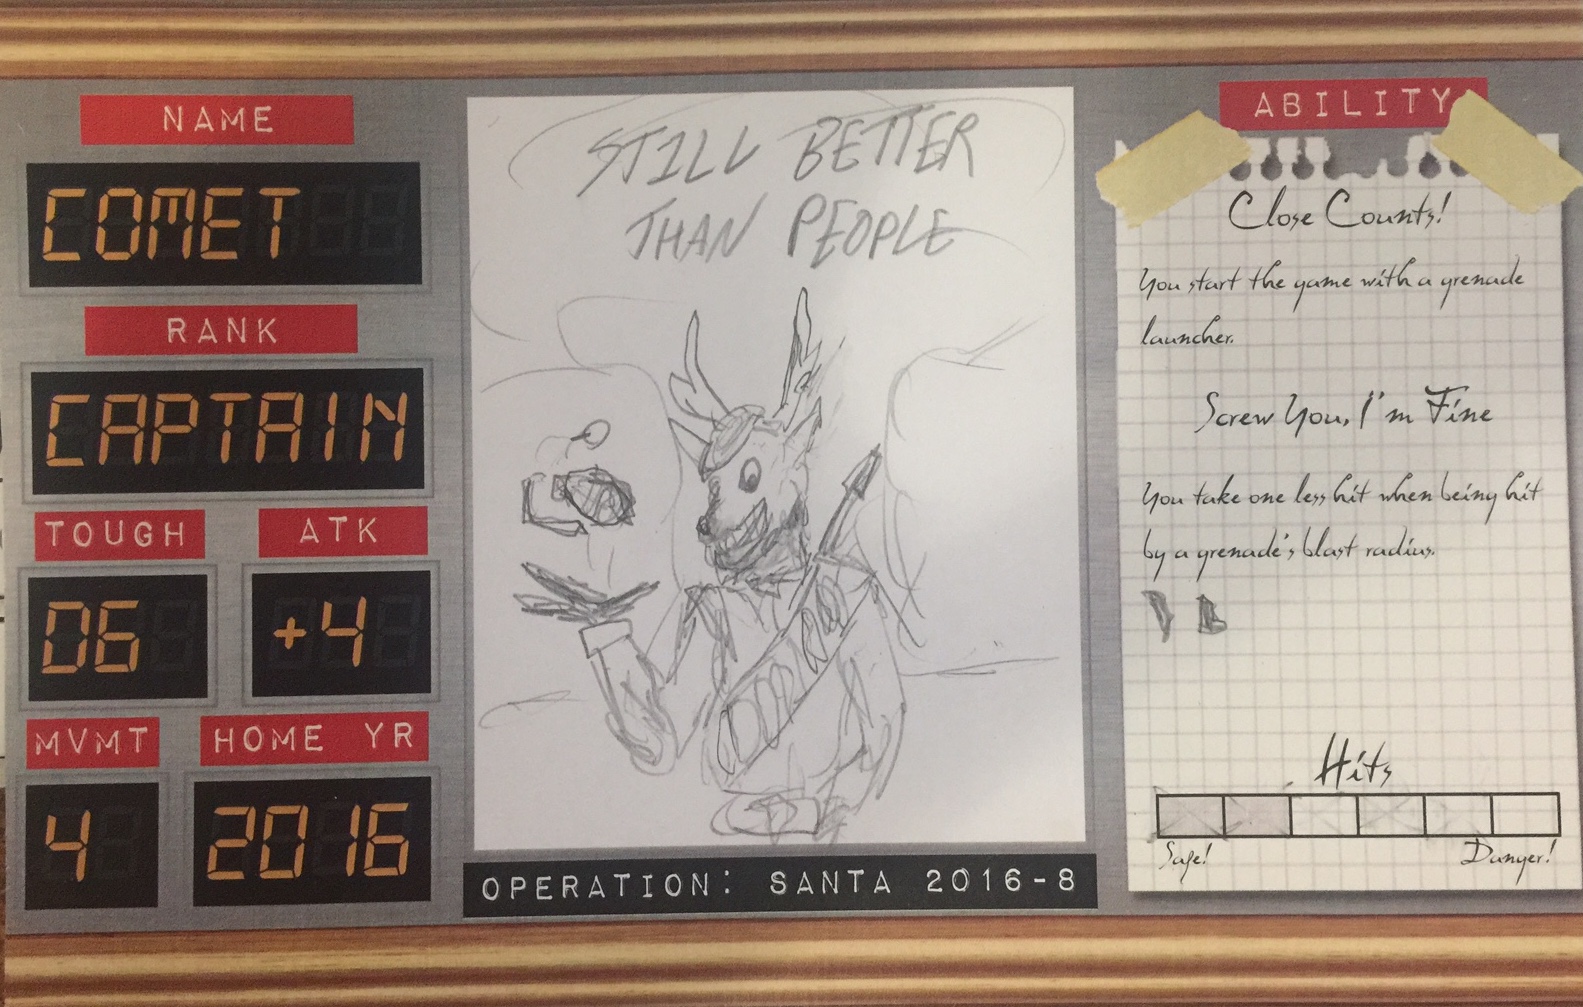 NAME
COMET
RANK
CAPTAIN
TOUGH
ATK
D6
+4
MVMT
HOME YR
4
2016
STILL BETTER
THAN PEOPLE
OPERATION: SANTA 2016-8
ABILITY
Close Counts!
You start the game with a grenade
launcher.
Screw You, I'm Fine
You take one less hit when being hit
by a grenade's blast radius.
Hits
Safe!
Danger!